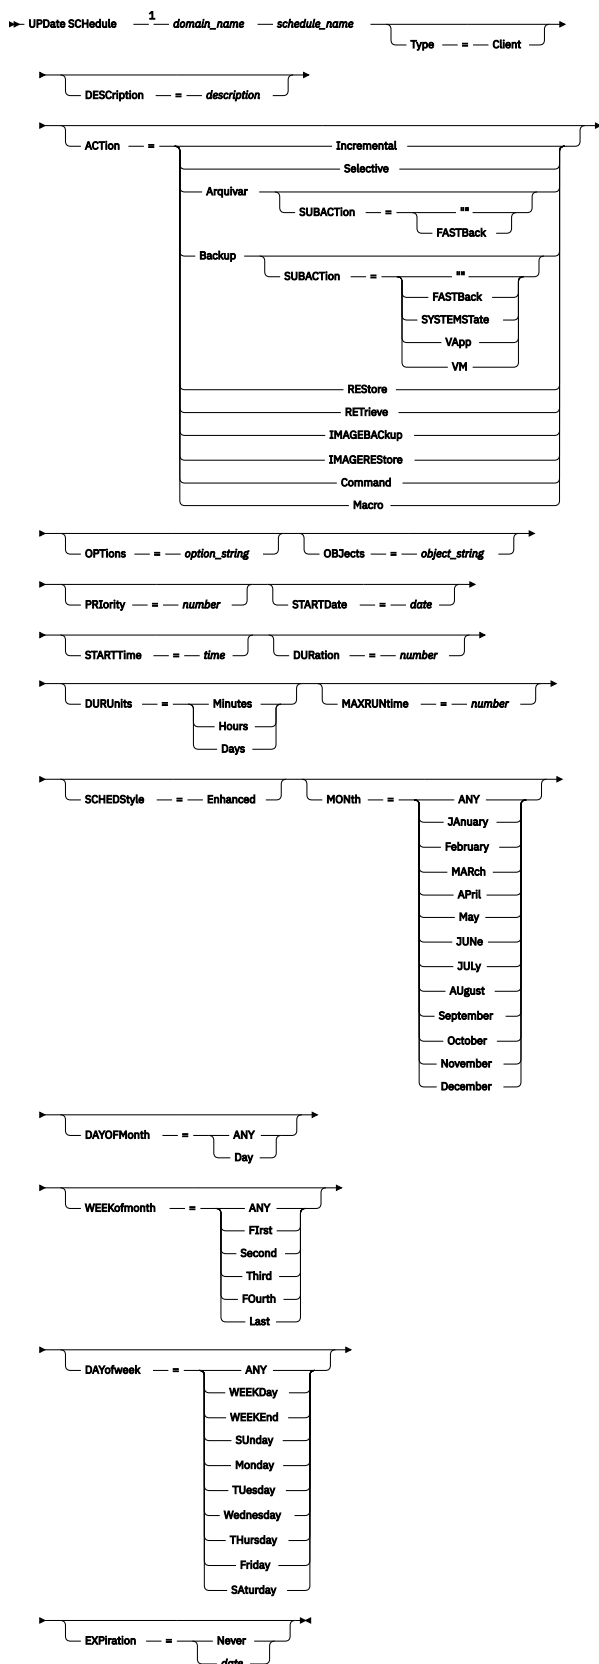 1
UPDate SCHedule domain_name schedule_name
Type = Client
DESCription = description
ACTion = Incremental
Selective
Arquivar
SUBACTion = ""
FASTBack
Backup
SUBACTion = ""
FASTBack
SYSTEMSTate
VApp
VM
REStore
RETrieve
IMAGEBACkup
IMAGEREStore
Command
Macro
OPTions = option_string OBJects = object_string
PRIority = number STARTDate = date
STARTTime = time DURation = number
DURUnits = Minutes MAXRUNtime = number
Hours
Days
SCHEDStyle = Enhanced MONth = ANY
JAnuary
February
MARch
APril
May
JUNe
JULy
AUgust
September
October
November
December
DAYOFMonth = ANY
Day
WEEKofmonth = ANY
FIrst
Second
Third
FOurth
Last
DAYofweek = ANY
WEEKDay
WEEKEnd
SUnday
Monday
TUesday
Wednesday
THursday
Friday
SAturday
EXPiration = Never
date